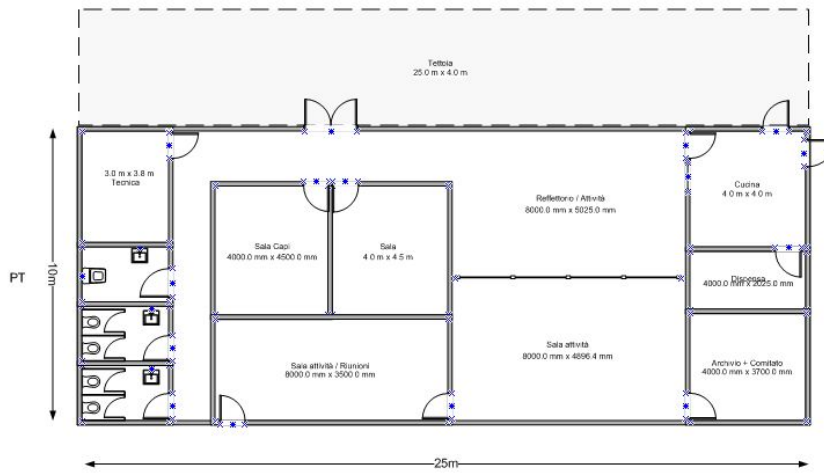 Tettoia
25.0 m x 4.0 m
3.0 m x 3.8 m
Tecnica
Cucina
4.0 m x 4.0 m
Reffettorio / Attività
8000.0 mm x 5025.0 mm
Sala Capi
4000.0 mm x 4500.0 mm
Sala
4.0 m x 4.5 m
PT
10m
Dispensa
4000.0 mm x 2025.0 mm
Sala attività
8000.0 mm x 4896.4 mm
Sala attività / Riunioni
8000.0 mm x 3500.0 mm
Archivio + Comitato
4000.0 mm x 3700.0 mm
25m